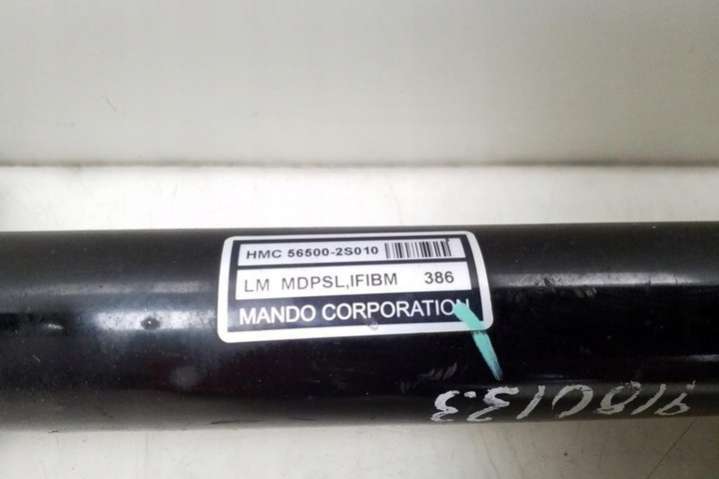 HMC 56500-2S010
LM MDPSL,IFIBM 386
MANDO CORPORATION